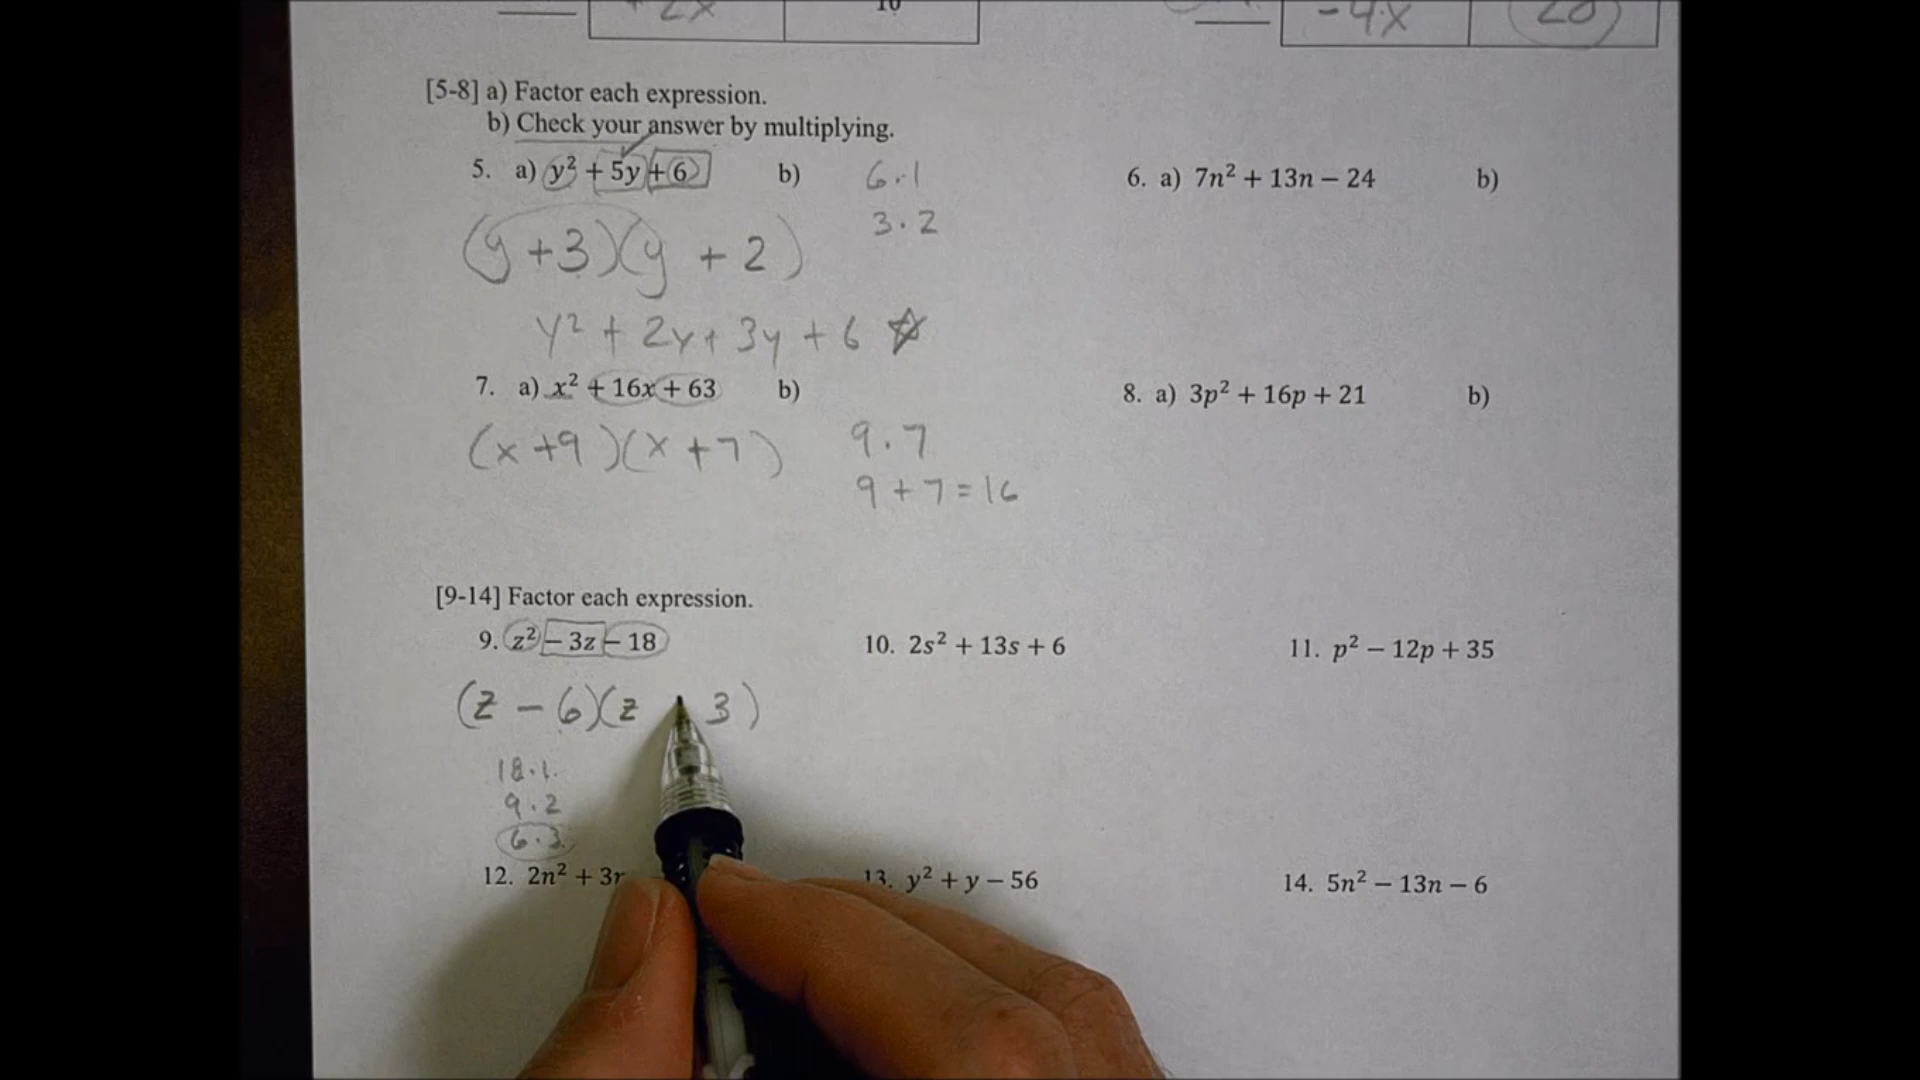 + 2x 10 - 4x 20
[5-8] a) Factor each expression.
b) Check your answer by multiplying.
5. a) y² + 5y + 6 b) 6.1
3.2
(y + 3)(y + 2)
y² + 2y + 3y + 6
6. a) 7n² + 13n – 24 b)
7. a) x² + 16x + 63 b)
(x + 9)(x + 7) 9.7
9 + 7 = 16
8. a) 3p² + 16p + 21 b)
[9-14] Factor each expression.
9. z² – 3z – 18
(z - 6)(z 3)
18.1
9.2
6.3
10. 2s² + 13s + 6
11. p² – 12p + 35
12. 2n² + 3
13. y² + y – 56
14. 5n² – 13n – 6